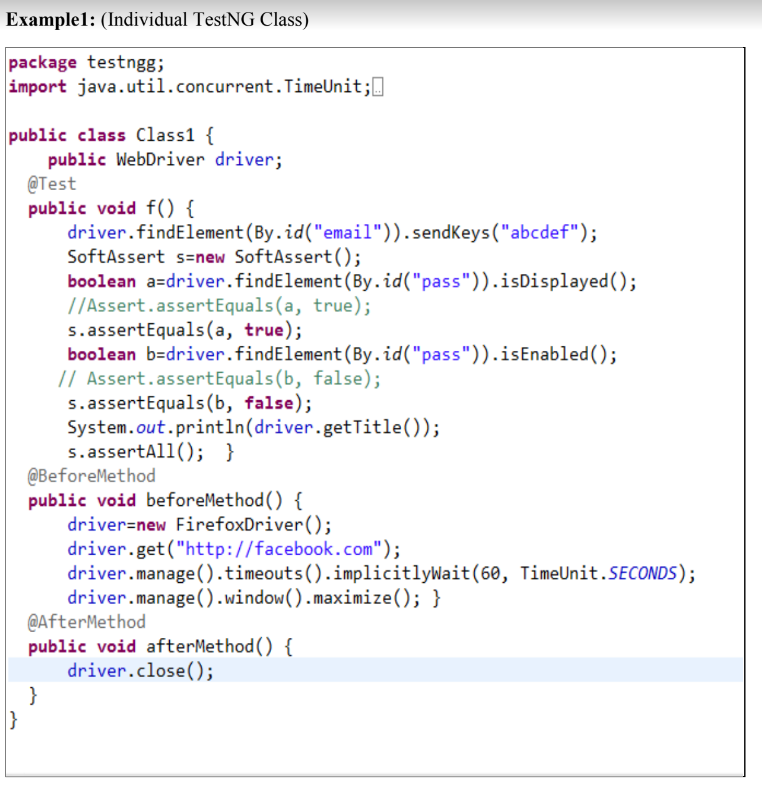 Example1: (Individual TestNG Class)
package testngg;
import java.util.concurrent.TimeUnit;
public class Class1 {
public WebDriver driver;
@Test
public void f() {
driver.findElement(By.id("email")).sendKeys("abcdef");
SoftAssert s=new SoftAssert();
boolean a=driver.findElement(By.id("pass")).isDisplayed();
//Assert.assertEquals(a, true);
s.assertEquals(a, true);
boolean b=driver.findElement(By.id("pass")).isEnabled();
// Assert.assertEquals(b, false);
s.assertEquals(b, false);
System.out.println(driver.getTitle());
s.assertAll(); }
@BeforeMethod
public void beforeMethod() {
driver=new FirefoxDriver();
driver.get("http://facebook.com");
driver.manage().timeouts().implicitlyWait(60, TimeUnit.SECONDS);
driver.manage().window().maximize(); }
@AfterMethod
public void afterMethod() {
driver.close();
}
}